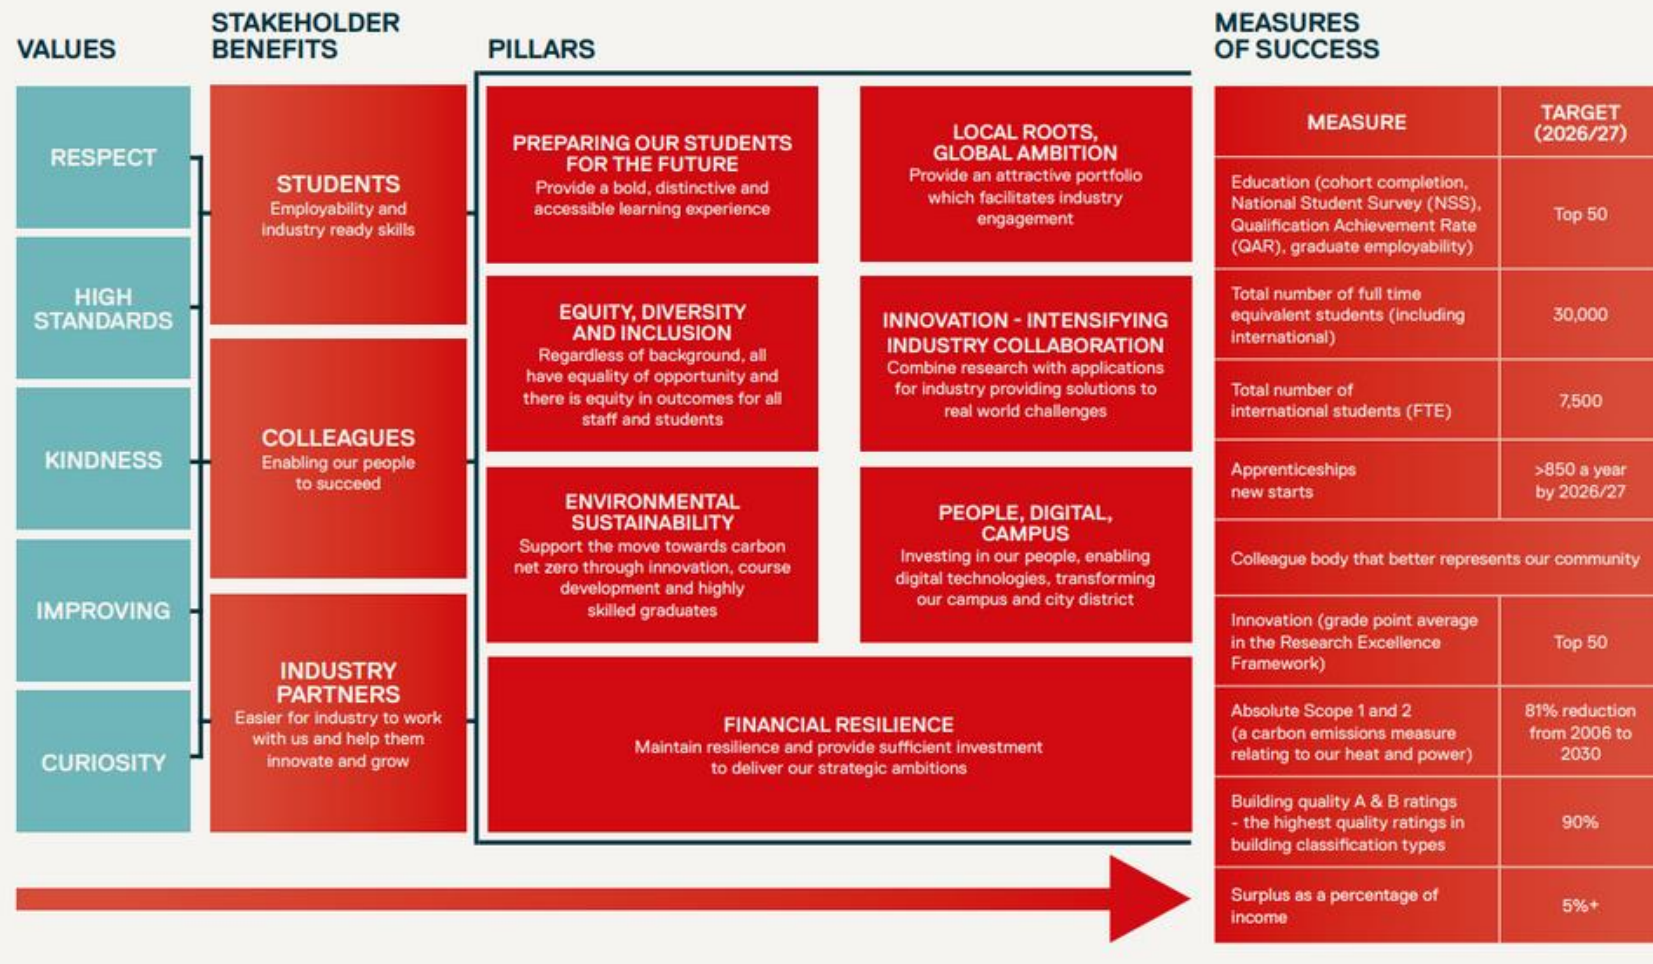 VALUES
RESPECT
HIGH
STANDARDS
KINDNESS
IMPROVING
CURIOSITY
STAKEHOLDER
BENEFITS
STUDENTS
Employability and
industry ready skills
COLLEAGUES
Enabling our people
to succeed
INDUSTRY
PARTNERS
Easier for industry to work
with us and help them
innovate and grow
PILLARS
PREPARING OUR STUDENTS
FOR THE FUTURE
Provide a bold, distinctive and
accessible learning experience
LOCAL ROOTS,
GLOBAL AMBITION
Provide an attractive portfolio
which facilitates industry
engagement
EQUITY, DIVERSITY
AND INCLUSION
Regardless of background, all
have equality of opportunity and
there is equity in outcomes for all
staff and students
INNOVATION - INTENSIFYING
INDUSTRY COLLABORATION
Combine research with applications
for industry providing solutions to
real world challenges
ENVIRONMENTAL
SUSTAINABILITY
Support the move towards carbon
net zero through innovation, course
development and highly
skilled graduates
PEOPLE, DIGITAL,
CAMPUS
Investing in our people, enabling
digital technologies, transforming
our campus and city district
FINANCIAL RESILIENCE
Maintain resilience and provide sufficient investment
to deliver our strategic ambitions
MEASURES
OF SUCCESS
MEASURE
TARGET
(2026/27)
Education (cohort completion,
National Student Survey (NSS),
Qualification Achievement Rate
(QAR), graduate employability)
Top 50
Total number of full time
equivalent students (including
international)
30,000
Total number of
international students (FTE)
7,500
Apprenticeships
new starts
>850 a year
by 2026/27
Colleague body that better represents our community
Innovation (grade point average
in the Research Excellence
Framework)
Top 50
Absolute Scope 1 and 2
(a carbon emissions measure
relating to our heat and power)
81% reduction
from 2006 to
2030
Building quality A & B ratings
- the highest quality ratings in
building classification types
90%
Surplus as a percentage of
income
5%+